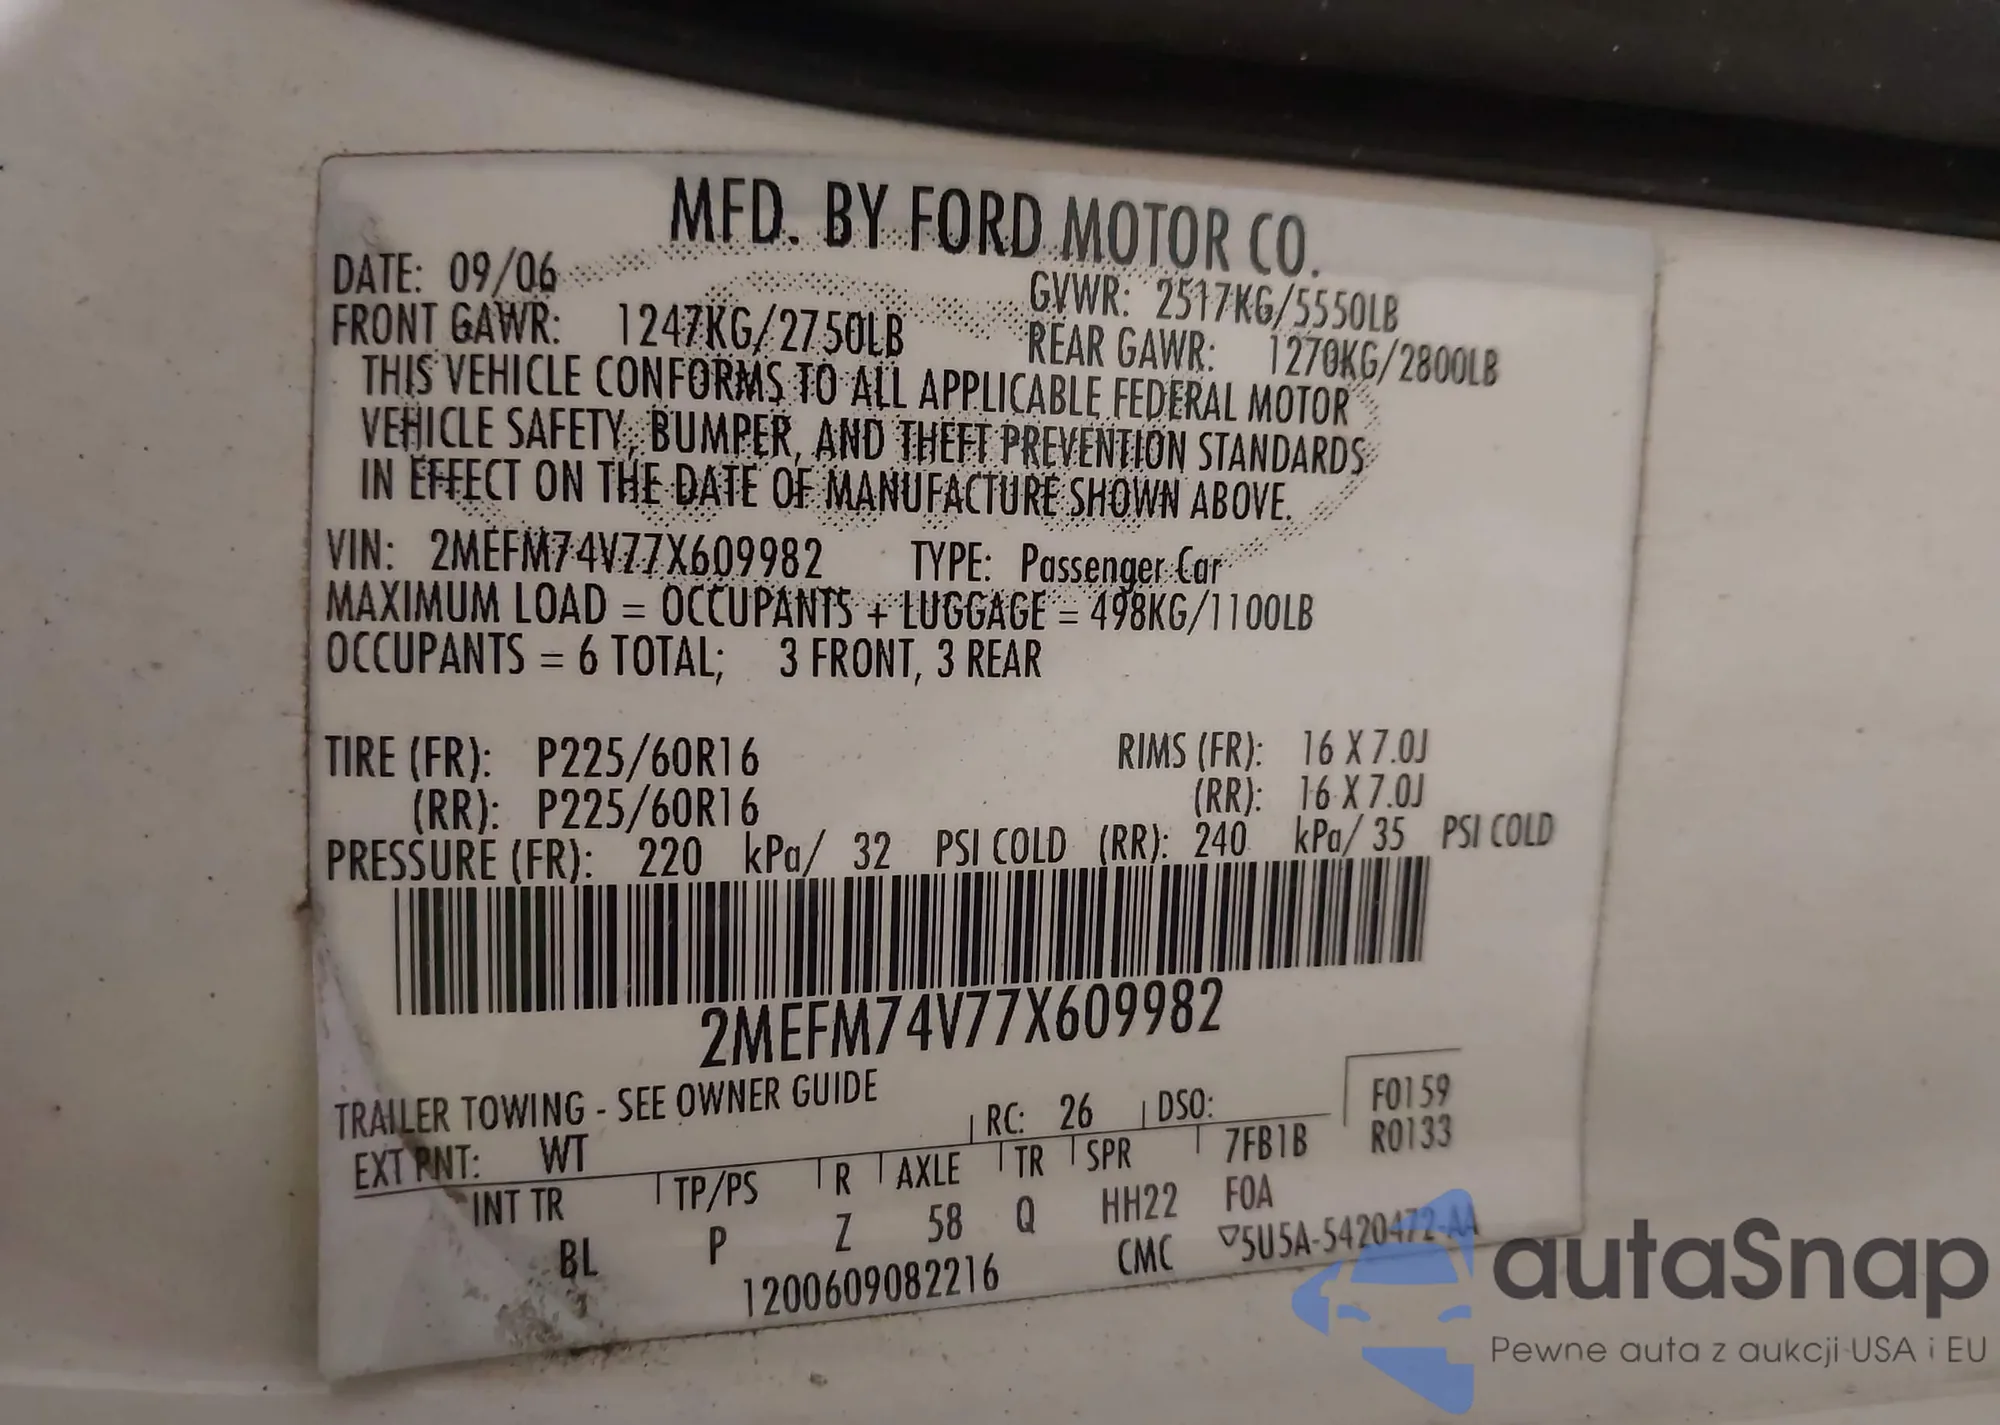 MFD. BY FORD MOTOR CO.
DATE: 09/06 GVWR: 2517KG/5550LB
FRONT GAWR: 1247KG/2750LB REAR GAWR: 1270KG/2800LB
THIS VEHICLE CONFORMS TO ALL APPLICABLE FEDERAL MOTOR
VEHICLE SAFETY, BUMPER, AND THEFT PREVENTION STANDARDS
IN EFFECT ON THE DATE OF MANUFACTURE SHOWN ABOVE.
VIN: 2MEFM74V77X609982 TYPE: Passenger Car
MAXIMUM LOAD = OCCUPANTS + LUGGAGE = 498KG/1100LB
OCCUPANTS = 6 TOTAL; 3 FRONT, 3 REAR
TIRE (FR): P225/60R16 RIMS (FR): 16 X 7.0J
(RR): P225/60R16 (RR): 16 X 7.0J
PRESSURE (FR): 220 kPa/ 32 PSI COLD (RR): 240 kPa/ 35 PSI COLD
2MEFM74V77X609982
TRAILER TOWING - SEE OWNER GUIDE
EXT PNT: WT RC: 26 DSO: F0159
INT TR TP/PS R AXLE TR SPR 7FB1B R0133
BL P Z 58 Q HH22 FOA
1200609082216 CMC ▽5U5A-5420472-AA
autaSnap
Pewne auta z aukcji USA i EU